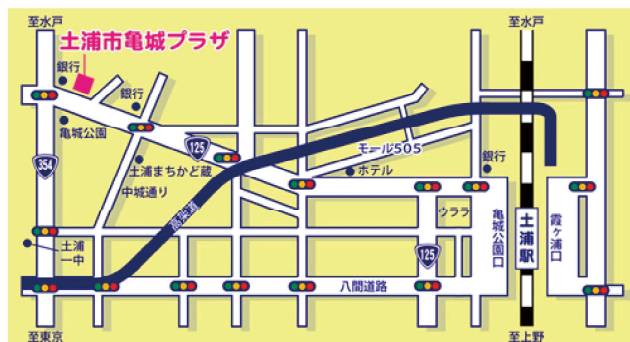 至水戸
至水戸
土浦市亀城プラザ
銀行
銀行
亀城公園
125
モール505
354
土浦まちかど蔵
ホテル
銀行
中城通り
高架道
ウララ
亀城公園口
土浦駅
霞ヶ浦口
土浦
一中
125
八間道路
至東京
至上野